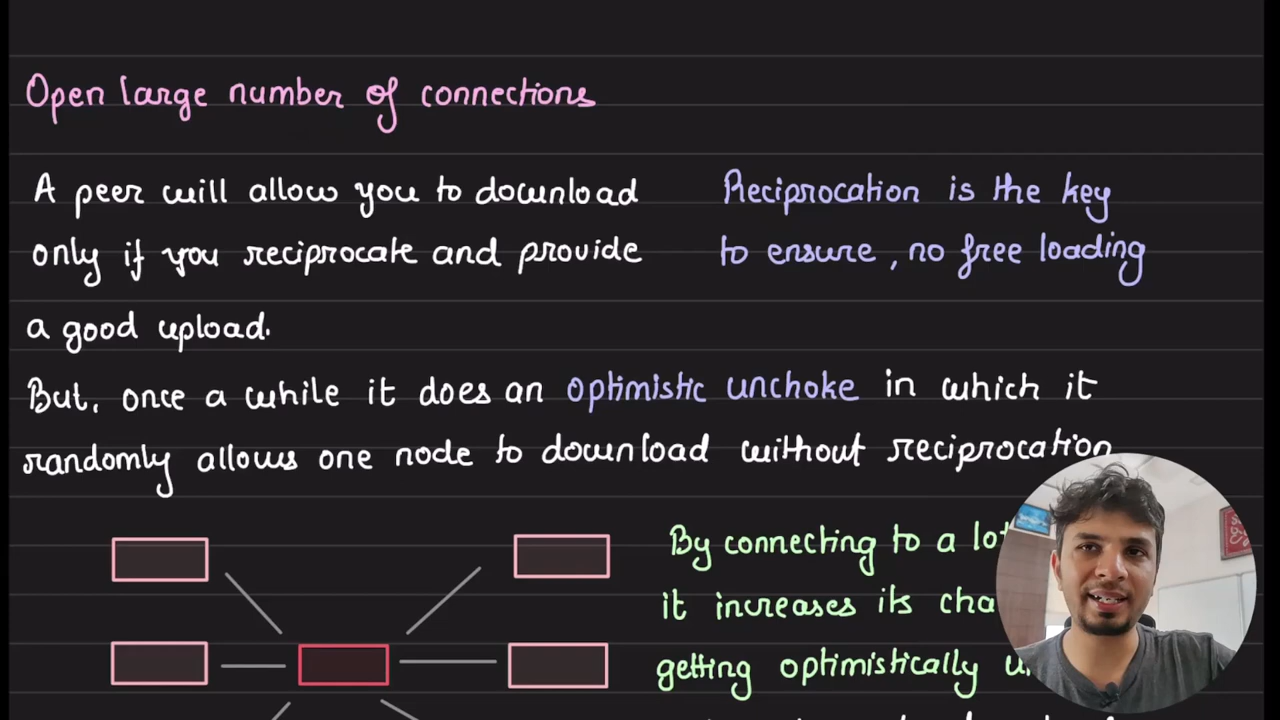 Open large number of connections
A peer will allow you to download
only if you reciprocate and provide
a good upload.
Reciprocation is the key
to ensure, no free loading
But, once a while it does an optimistic unchoke in which it
randomly allows one node to download without reciprocation
By connecting to a lot
it increases its
getting optimistically